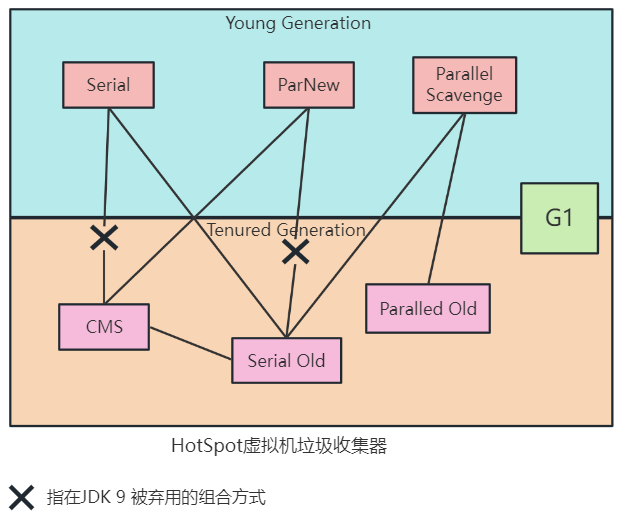 Young Generation
Serial
ParNew
Parallel
Scavenge
G1
Tenured Generation
CMS
Serial Old
Paralled Old
HotSpot虚拟机垃圾收集器
指在JDK 9 被弃用的组合方式